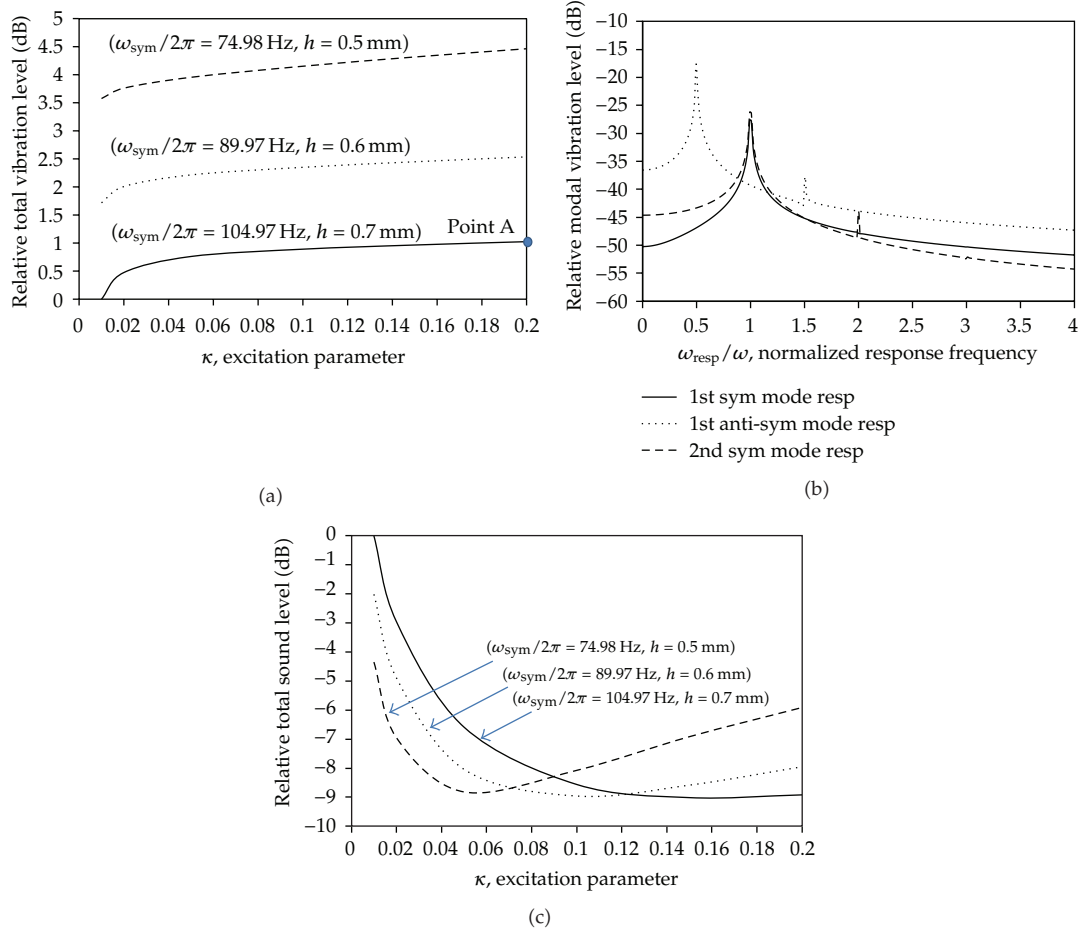 Relative total vibration level (dB)
5
4.5
4
3.5
3
2.5
2
1.5
1
0.5
0
(ωsym/2π = 74.98 Hz, h = 0.5 mm)
(ωsym/2π = 89.97 Hz, h = 0.6 mm)
(ωsym/2π = 104.97 Hz, h = 0.7 mm)
Point A
0.02 0.04 0.06 0.08 0.1 0.12 0.14 0.16 0.18 0.2
κ, excitation parameter
(a)
Relative modal vibration level (dB)
−10
−15
−20
−25
−30
−35
−40
−45
−50
−55
−60
0 0.5 1 1.5 2 2.5 3 3.5 4
ωresp/ω, normalized response frequency
1st sym mode resp
1st anti-sym mode resp
2nd sym mode resp
(b)
Relative total sound level (dB)
0
−1
−2
−3
−4
−5
−6
−7
−8
−9
−10
(ωsym/2π = 74.98 Hz, h = 0.5 mm)
(ωsym/2π = 89.97 Hz, h = 0.6 mm)
(ωsym/2π = 104.97 Hz, h = 0.7 mm)
0 0.02 0.04 0.06 0.08 0.1 0.12 0.14 0.16 0.18 0.2
κ, excitation parameter
(c)